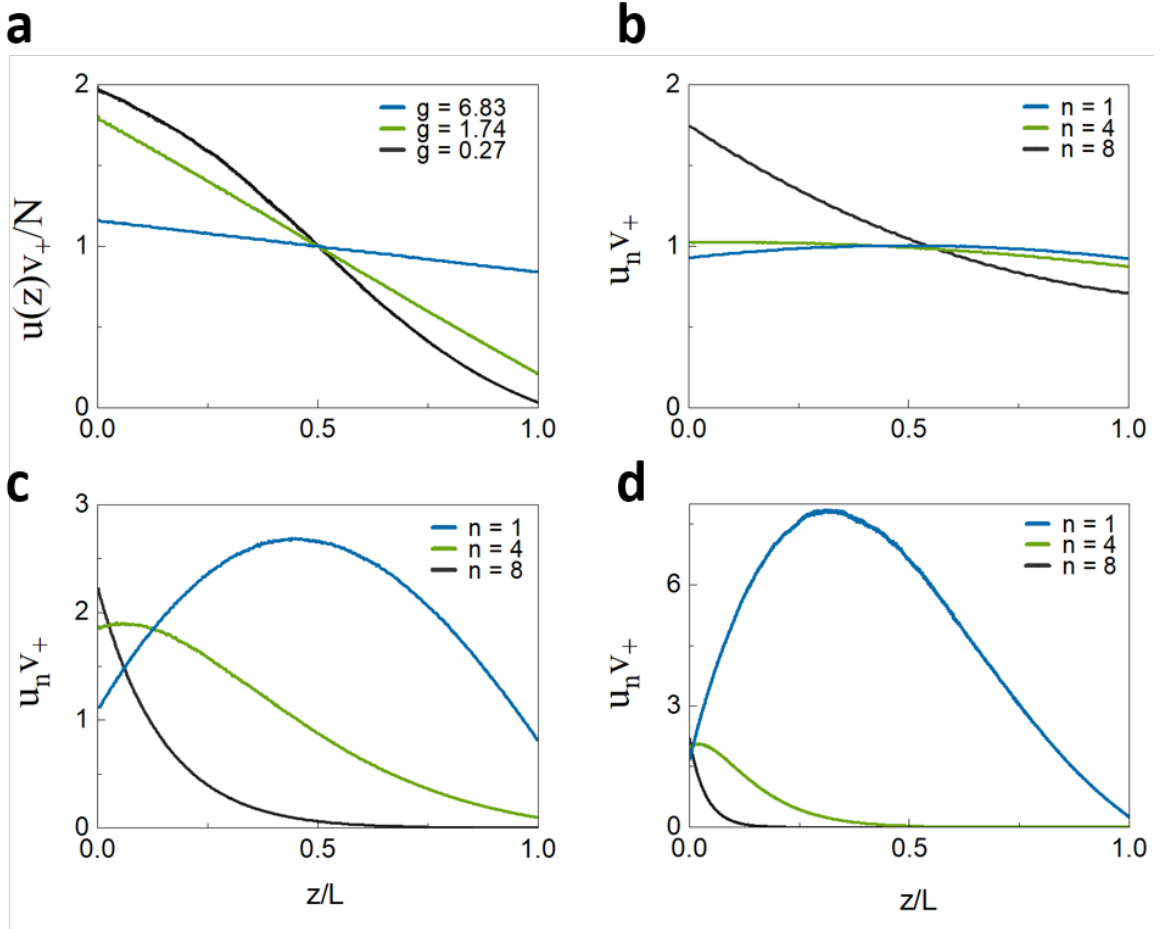 a
u(z)v₊/N
2
1
0
0.0 0.5 1.0
g = 6.83
g = 1.74
g = 0.27
b
uₙv₊
2
1
0
0.0 0.5 1.0
n = 1
n = 4
n = 8
c
uₙv₊
3
2
1
0
0.0 0.5 1.0
z/L
n = 1
n = 4
n = 8
d
uₙv₊
6
3
0
0.0 0.5 1.0
z/L
n = 1
n = 4
n = 8